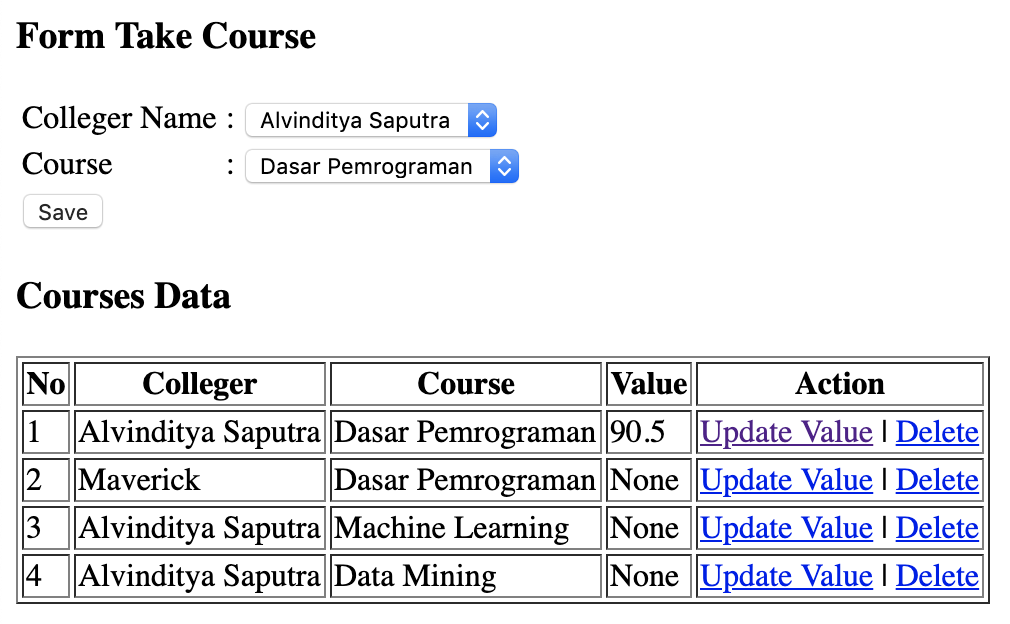 Form Take Course
Colleger Name : Alvinditya Saputra
Course : Dasar Pemrograman
Save
Courses Data
No Colleger Course Value Action
1 Alvinditya Saputra Dasar Pemrograman 90.5 Update Value | Delete
2 Maverick Dasar Pemrograman None Update Value | Delete
3 Alvinditya Saputra Machine Learning None Update Value | Delete
4 Alvinditya Saputra Data Mining None Update Value | Delete